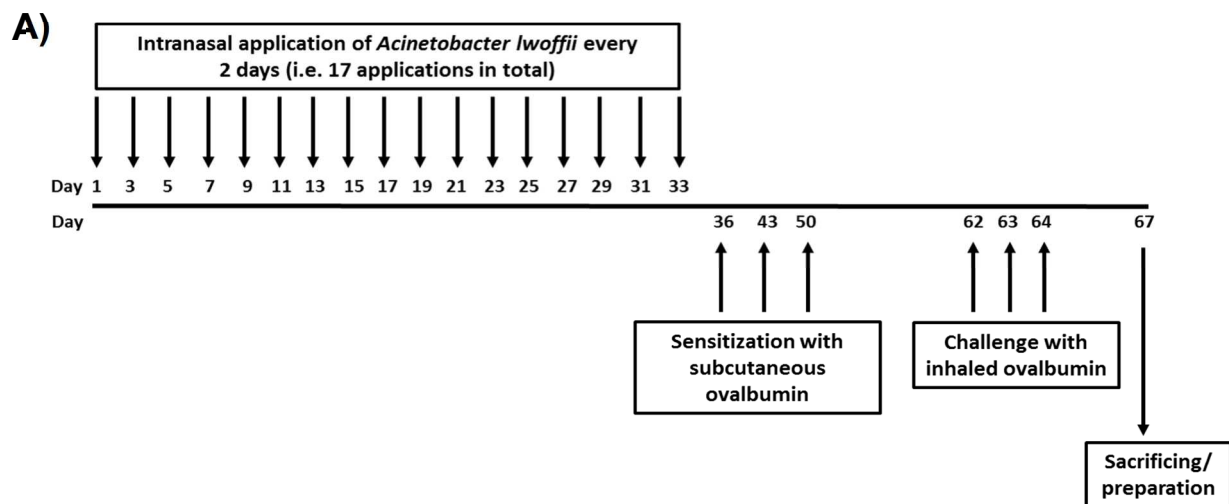 A)
Intranasal application of Acinetobacter lwoffii every
2 days (i.e. 17 applications in total)
Day 1 3 5 7 9 11 13 15 17 19 21 23 25 27 29 31 33
Day 36 43 50 62 63 64 67
Sensitization with
subcutaneous
ovalbumin
Challenge with
inhaled ovalbumin
Sacrificing/
preparation